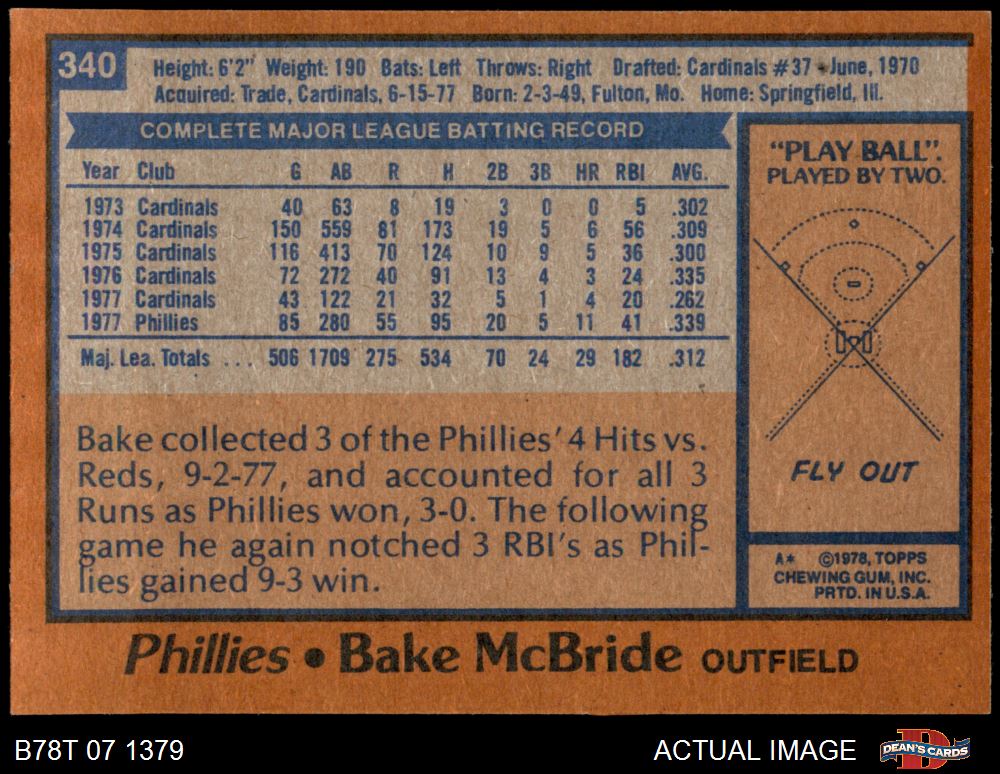 340
Height: 6'2" Weight: 190 Bats: Left Throws: Right Drafted: Cardinals #37 - June, 1970
Acquired: Trade, Cardinals, 6-15-77 Born: 2-3-49, Fulton, Mo. Home: Springfield, Ill.
COMPLETE MAJOR LEAGUE BATTING RECORD
Year Club G AB R H 2B 3B HR RBI AVG.
1973 Cardinals 40 63 8 19 3 0 0 5 .302
1974 Cardinals 150 559 81 173 19 5 6 56 .309
1975 Cardinals 116 413 70 124 10 9 5 36 .300
1976 Cardinals 72 272 40 91 13 4 3 24 .335
1977 Cardinals 43 122 21 32 5 1 4 20 .262
1977 Phillies 85 280 55 95 20 5 11 41 .339
Maj. Lea. Totals ... 506 1709 275 534 70 24 29 182 .312
Bake collected 3 of the Phillies' 4 Hits vs.
Reds, 9-2-77, and accounted for all 3
Runs as Phillies won, 3-0. The following
game he again notched 3 RBI's as Phil-
lies gained 9-3 win.
"PLAY BALL".
PLAYED BY TWO.
FLY OUT
A* ©1978, TOPPS
CHEWING GUM, INC.
PRTD. IN U.S.A.
Phillies • Bake McBride OUTFIELD
B78T 07 1379
ACTUAL IMAGE
DEAN'S CARDS